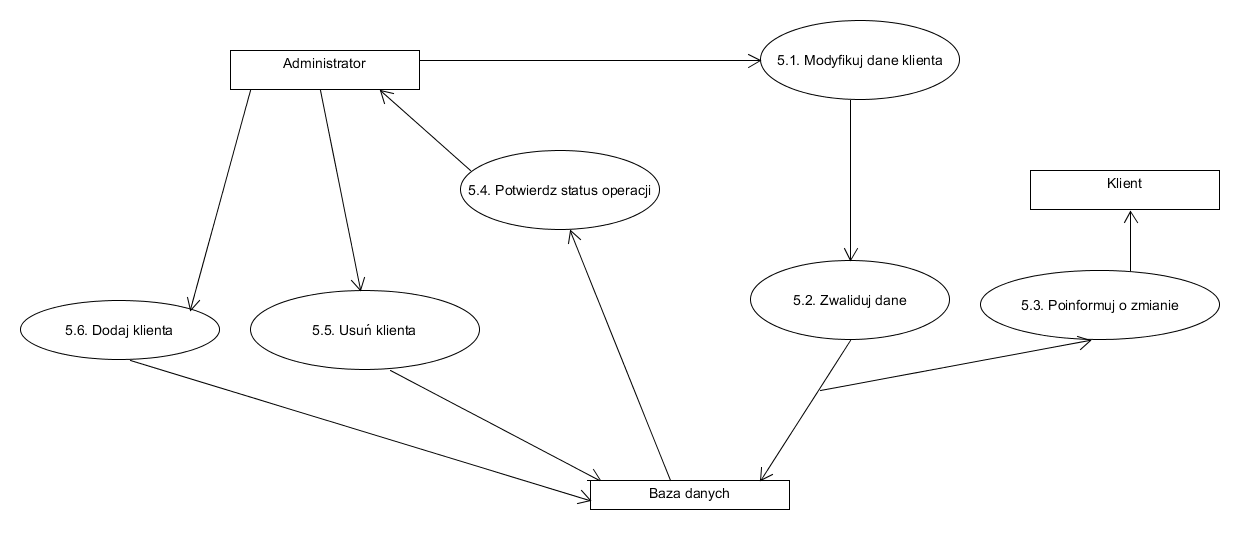 5.1. Modyfikuj dane klienta
Administrator
Klient
5.4. Potwierdz status operacji
5.2. Zwaliduj dane
5.3. Poinformuj o zmianie
5.6. Dodaj klienta
5.5. Usuń klienta
Baza danych